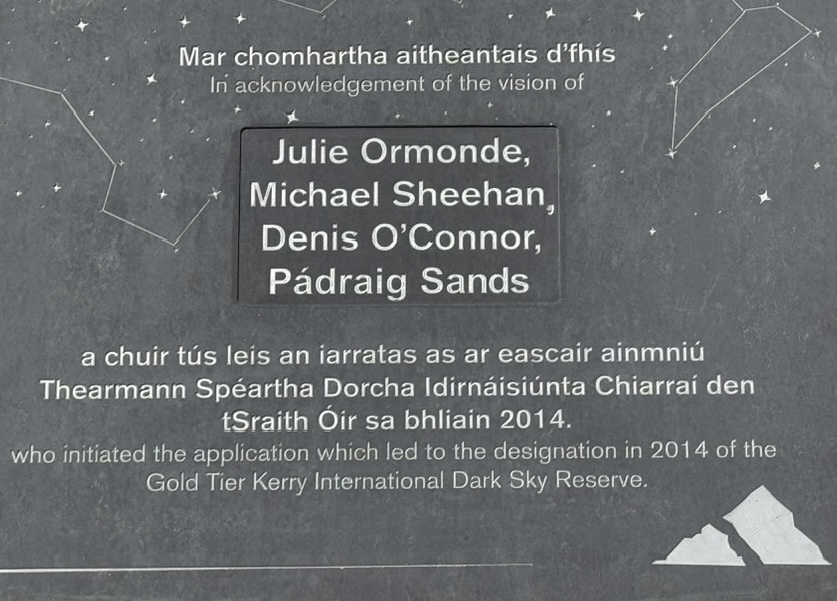 Mar chomhartha aitheantais d'fhís
In acknowledgement of the vision of
Julie Ormonde,
Michael Sheehan,
Denis O'Connor,
Pádraig Sands
a chuir tús leis an iarratas as ar eascair ainmniú
Thearmann Spéartha Dorcha Idirnáisiúnta Chiarraí den
tSraith Óir sa bhliain 2014.
who initiated the application which led to the designation in 2014 of the
Gold Tier Kerry International Dark Sky Reserve.